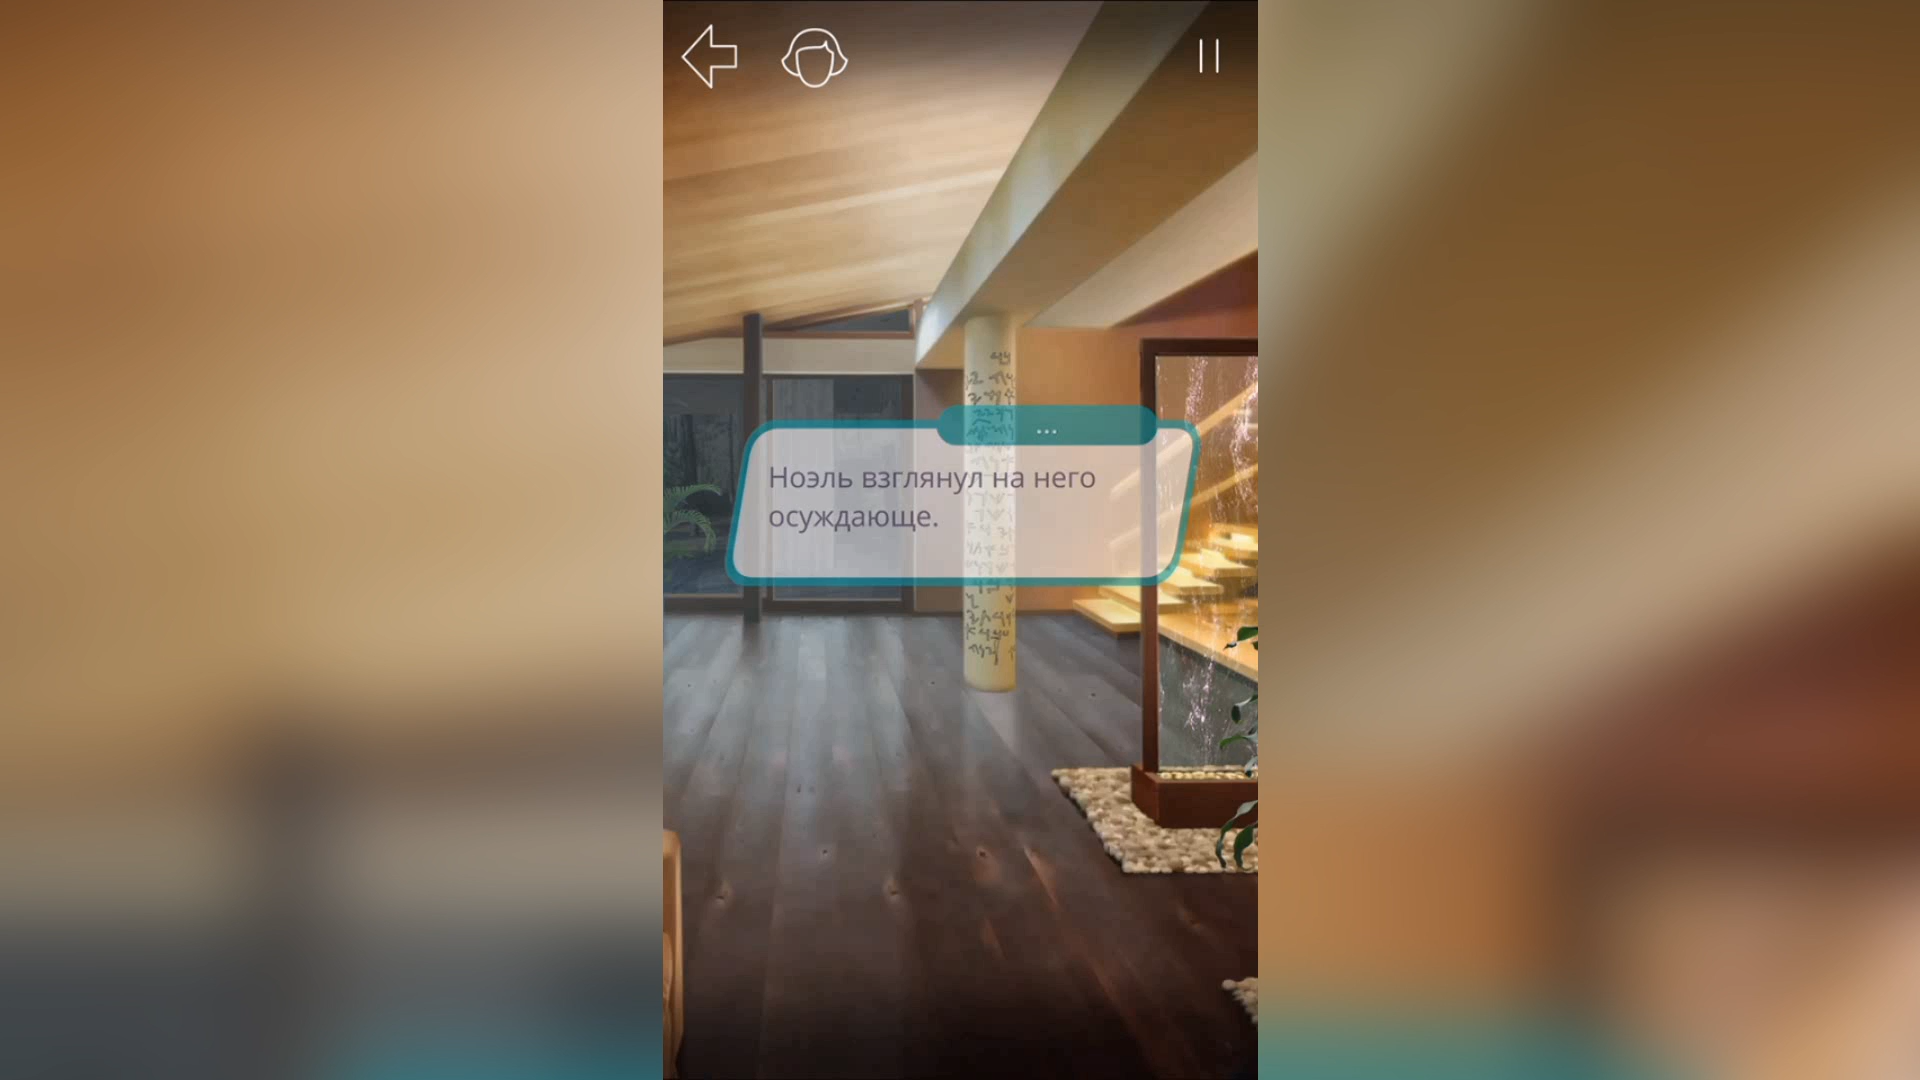 ...
Ноэль взглянул на него
осуждающе.